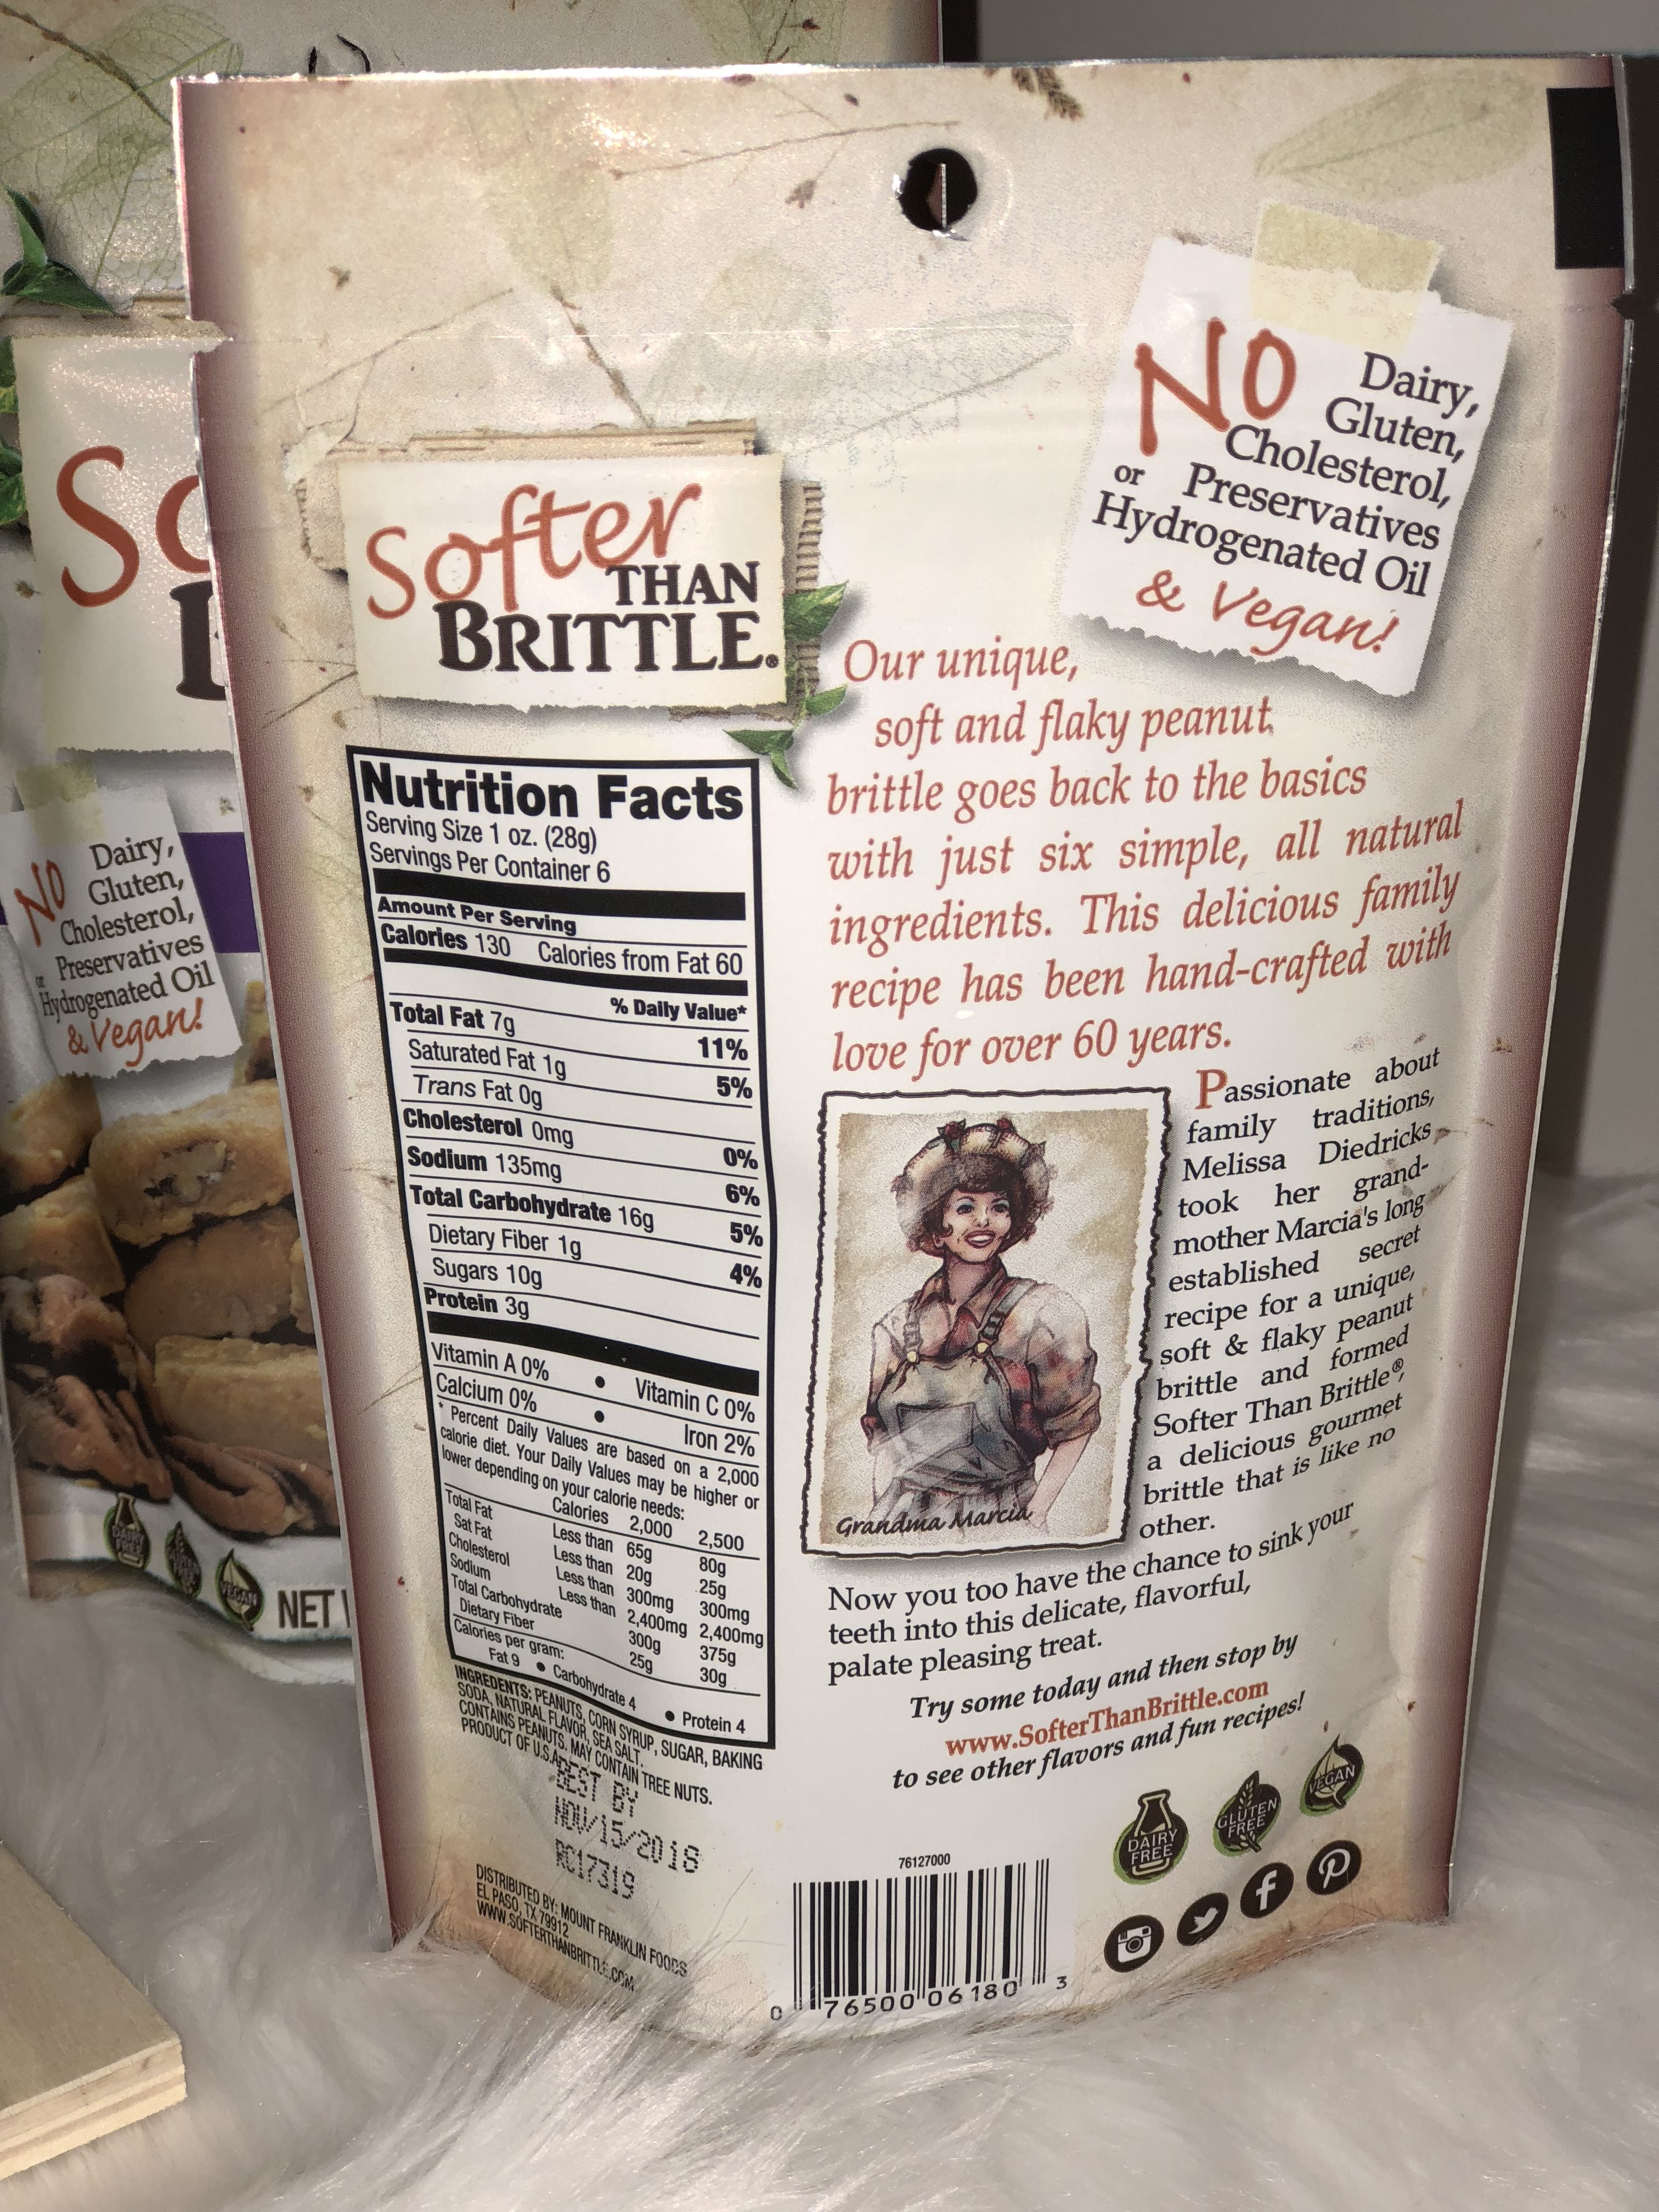 Softer
THAN
BRITTLE®
NO Dairy,
Gluten,
Cholesterol,
or Preservatives
Hydrogenated Oil
& Vegan!
Our unique,
soft and flaky peanut
brittle goes back to the basics
with just six simple, all natural
ingredients. This delicious family
recipe has been hand-crafted with
love for over 60 years.
Nutrition Facts
Serving Size 1 oz. (28g)
Servings Per Container 6
Amount Per Serving
Calories 130 Calories from Fat 60
% Daily Value*
Total Fat 7g 11%
Saturated Fat 1g 5%
Trans Fat 0g
Cholesterol 0mg 0%
Sodium 135mg 6%
Total Carbohydrate 16g 5%
Dietary Fiber 1g 4%
Sugars 10g
Protein 3g
Vitamin A 0% • Vitamin C 0%
Calcium 0% • Iron 2%
* Percent Daily Values are based on a 2,000
calorie diet. Your Daily Values may be higher or
lower depending on your calorie needs:
Calories 2,000 2,500
Total Fat Less than 65g 80g
Sat Fat Less than 20g 25g
Cholesterol Less than 300mg 300mg
Sodium Less than 2,400mg 2,400mg
Total Carbohydrate 300g 375g
Dietary Fiber 25g 30g
Calories per gram:
Fat 9 • Carbohydrate 4 • Protein 4
INGREDIENTS: PEANUTS, CORN SYRUP, SUGAR, BAKING
SODA, NATURAL FLAVOR, SEA SALT.
CONTAINS PEANUTS. MAY CONTAIN TREE NUTS.
PRODUCT OF U.S.A.
BEST BY
NOV/15/2018
RC17319
DISTRIBUTED BY: MOUNT FRANKLIN FOODS
EL PASO, TX 79912
WWW.SOFTERTHANBRITTLE.COM
Grandma Marcia
Passionate about
family traditions,
Melissa Diedricks
took her grand-
mother Marcia's long
established secret
recipe for a unique,
soft & flaky peanut
brittle and formed
Softer Than Brittle®,
a delicious gourmet
brittle that is like no
other.
Now you too have the chance to sink your
teeth into this delicate, flavorful,
palate pleasing treat.
Try some today and then stop by
www.SofterThanBrittle.com
to see other flavors and fun recipes!
DAIRY
FREE
GLUTEN
FREE
VEGAN
76127000
0 76500 06180 3
So
NO Dairy,
Gluten,
Cholesterol,
or Preservatives
Hydrogenated Oil
& Vegan!
DAIRY
FREE
VEGAN
NET